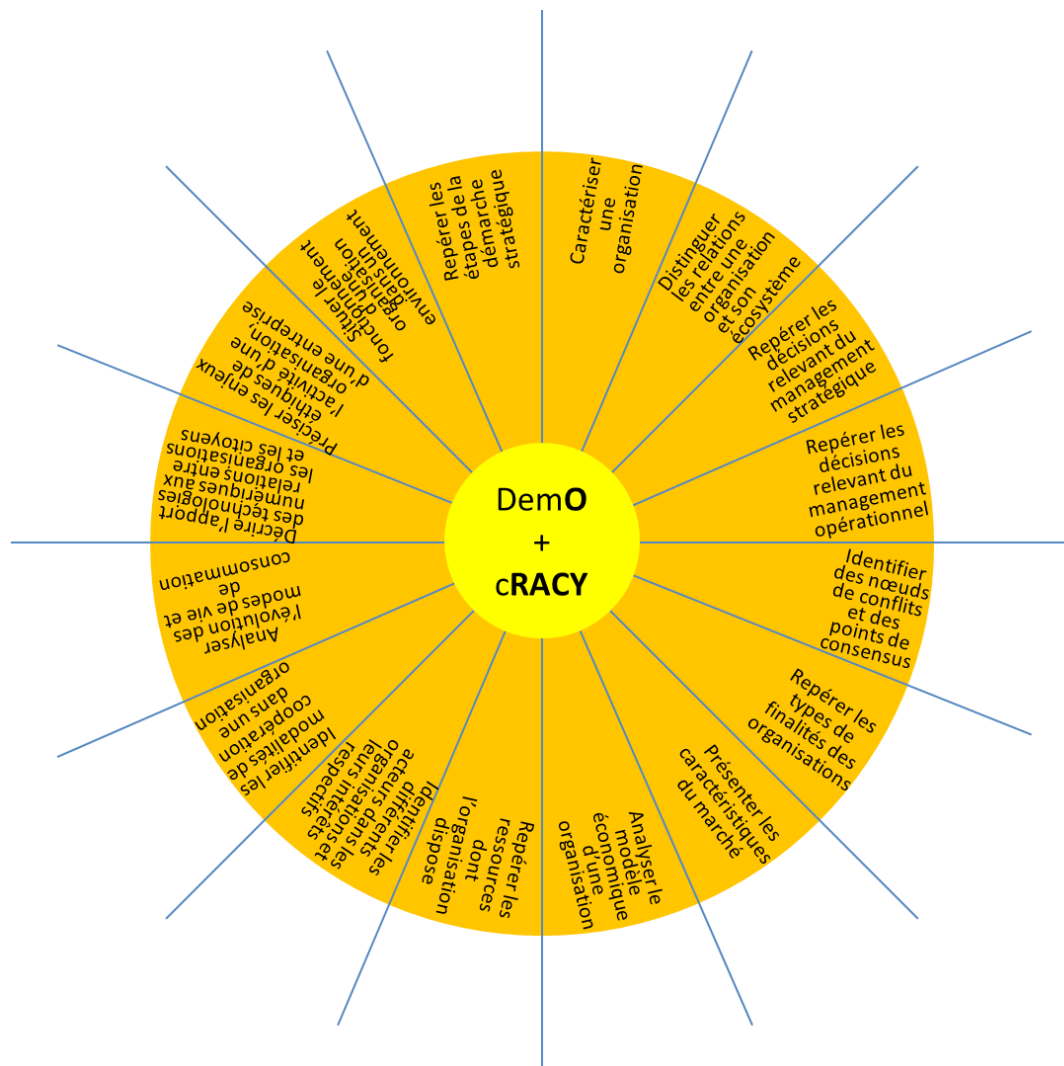 DemO
+
cRACY
Caractériser
une
organisation
Distinguer
les relations
entre une
organisation
et son
écosystème
Repérer les
décisions
relevant du
management
stratégique
Repérer les
décisions
relevant du
management
opérationnel
Identifier
des nœuds
de conflits
et des
points de
consensus
Repérer les
types de
finalités des
organisations
Présenter les
caractéristiques
du marché
Analyser le
modèle
économique
d'une
organisation
Repérer les
ressources
dont
l'organisation
dispose
Identifier les
différents
acteurs dans les
organisations et
leurs intérêts
respectifs
Identifier les
modalités de
coopération
dans une
organisation
Analyser
l'évolution des
modes de vie et
de
consommation
Décrire l'apport
des technologies
numériques aux
relations entre
les organisations
et les citoyens
Préciser les enjeux
éthiques de
l'activité d'une
organisation,
d'une entreprise
Situer le
fonctionnement
d'une
organisation
dans un
environnement
Repérer les
étapes de la
démarche
stratégique